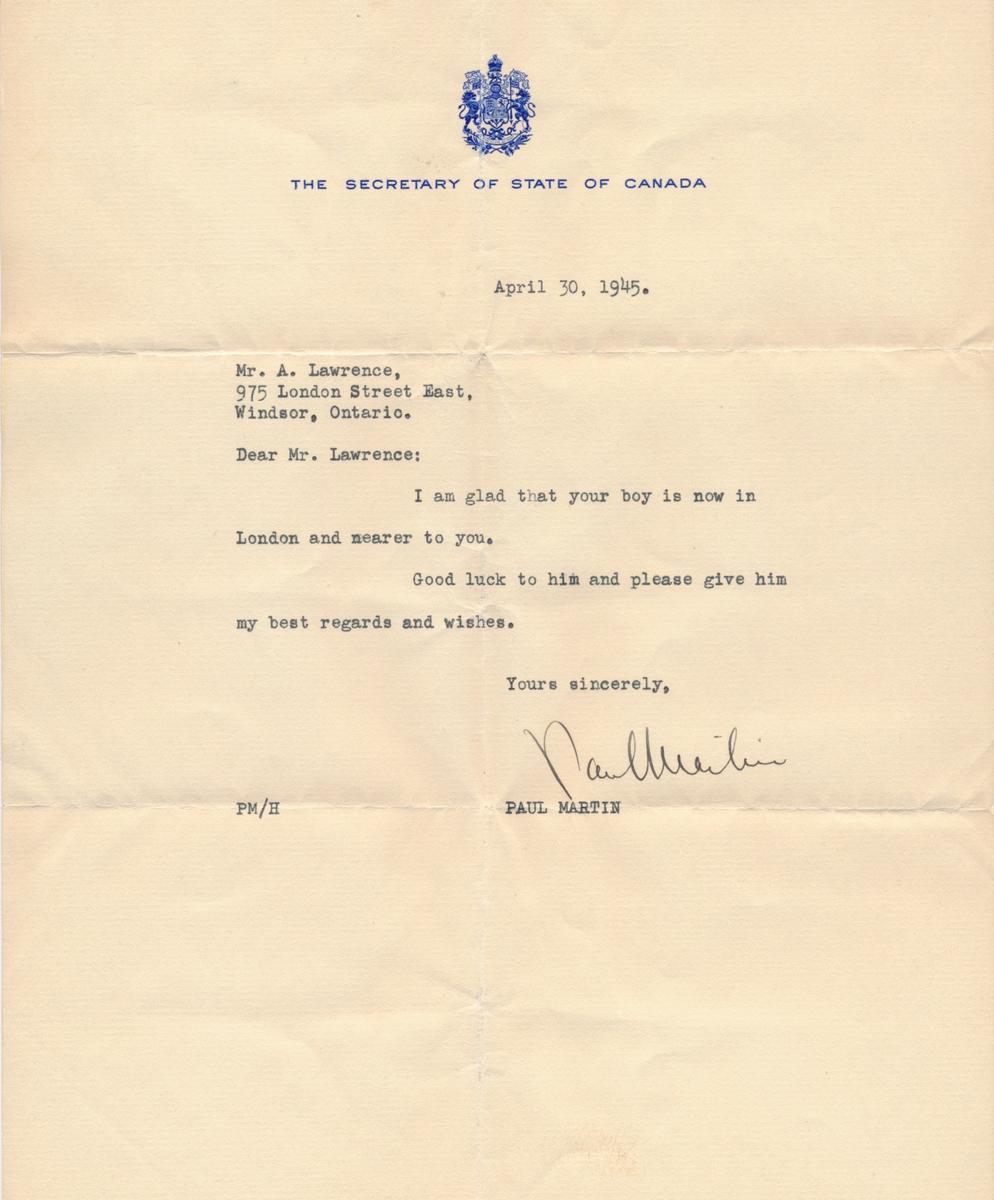 THE SECRETARY OF STATE OF CANADA
April 30, 1945.
Mr. A. Lawrence,
975 London Street East,
Windsor, Ontario.
Dear Mr. Lawrence:
I am glad that your boy is now in
London and nearer to you.
Good luck to him and please give him
my best regards and wishes.
Yours sincerely,
Paul Martin
PM/H PAUL MARTIN